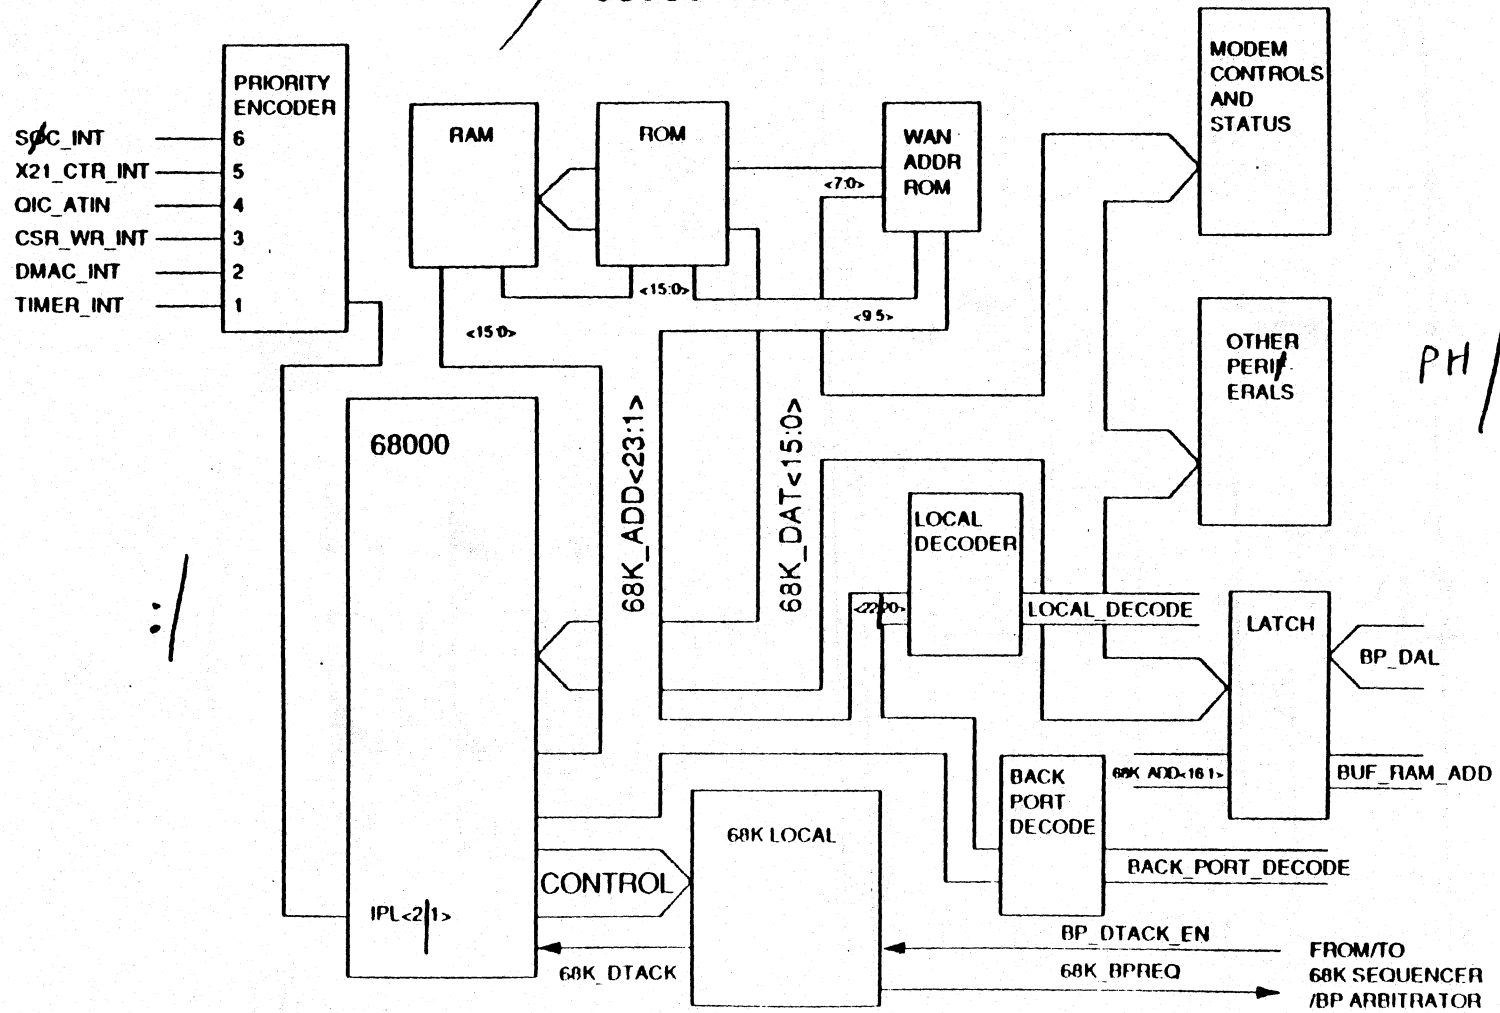 PRIORITY
ENCODER
SØC_INT 6
X21_CTR_INT 5
QIC_ATIN 4
CSR_WR_INT 3
DMAC_INT 2
TIMER_INT 1
RAM
ROM
WAN
ADDR
ROM
<7:0>
<15:0>
<15:0>
<9:5>
MODEM
CONTROLS
AND
STATUS
OTHER
PERIF-
ERALS
PH
68000
68K_ADD<23:1>
68K_DAT<15:0>
LOCAL
DECODER
<22:20>
LOCAL_DECODE
LATCH
BP_DAL
68K_ADD<16:1>
BUF_RAM_ADD
BACK
PORT
DECODE
BACK_PORT_DECODE
68K LOCAL
CONTROL
IPL<2:1>
68K_DTACK
BP_DTACK_EN
68K_BPREQ
FROM/TO
68K SEQUENCER
/BP ARBITRATOR